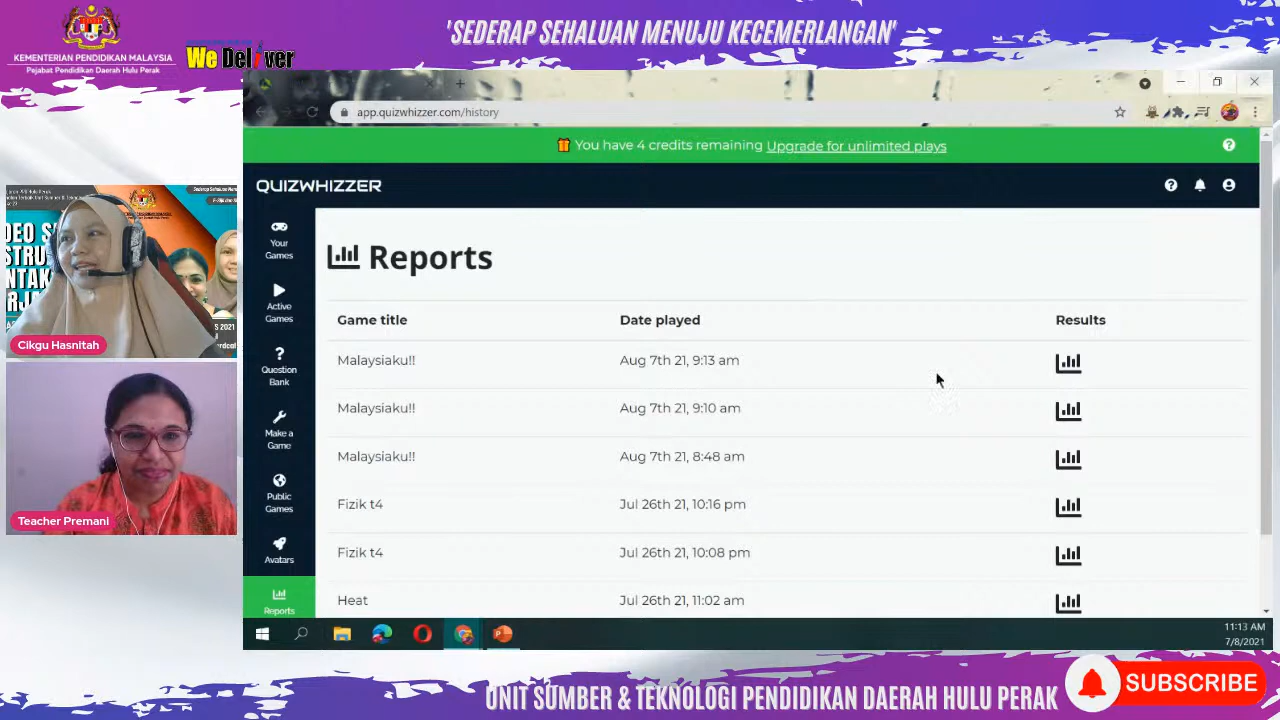 'SEDERAP SEHALUAN MENUJU KECEMERLANGAN'
KEMENTERIAN PENDIDIKAN MALAYSIA
Pejabat Pendidikan Daerah Hulu Perak
We Deliver
app.quizwhizzer.com/history
You have 4 credits remaining Upgrade for unlimited plays
QUIZWHIZZER
Your
Games
Active
Games
Question
Bank
Make a
Game
Public
Games
Avatars
Reports
Reports
Game title Date played Results
Malaysiaku!! Aug 7th 21, 9:13 am
Malaysiaku!! Aug 7th 21, 9:10 am
Malaysiaku!! Aug 7th 21, 8:48 am
Fizik t4 Jul 26th 21, 10:16 pm
Fizik t4 Jul 26th 21, 10:08 pm
Heat Jul 26th 21, 11:02 am
Cikgu Hasnitah
Teacher Premani
11:13 AM
7/8/2021
UNIT SUMBER & TEKNOLOGI PENDIDIKAN DAERAH HULU PERAK
SUBSCRIBE